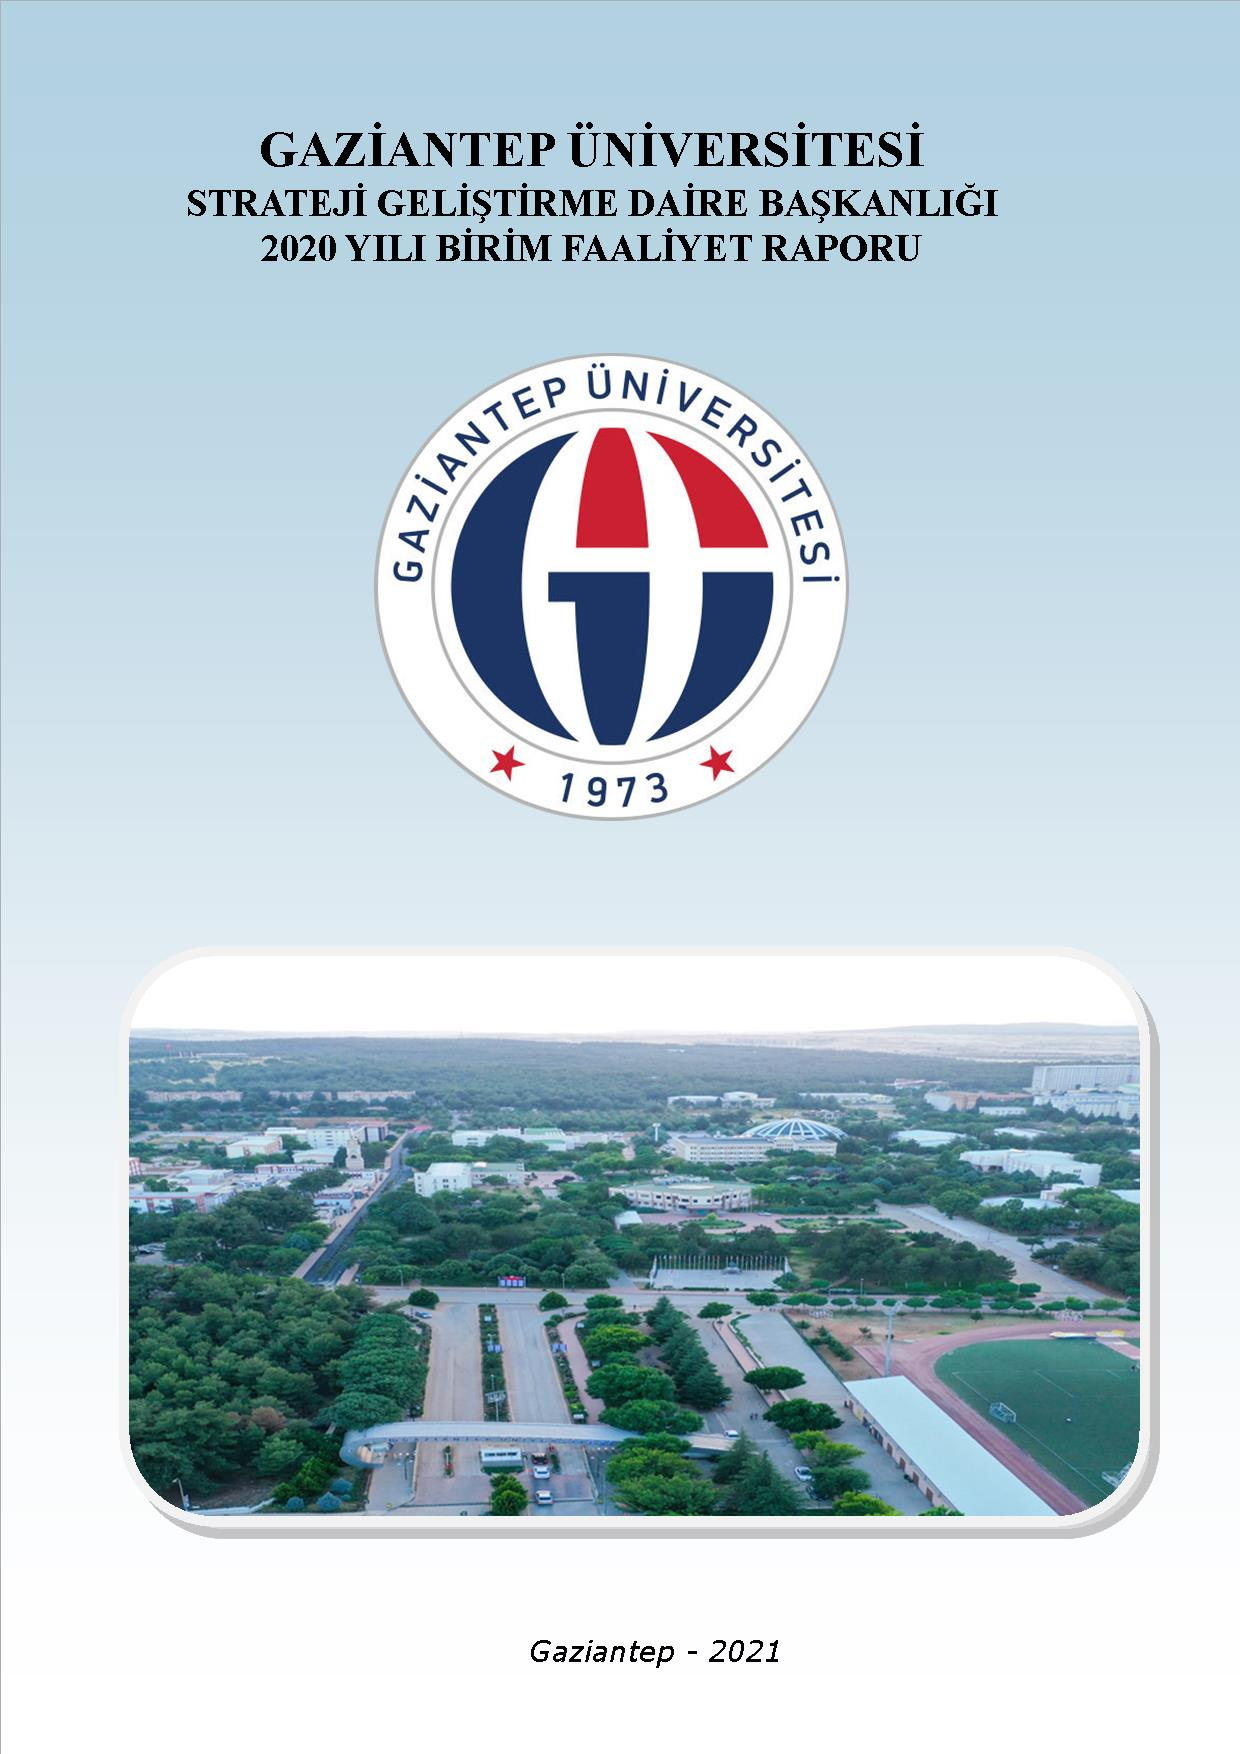 GAZİANTEP ÜNİVERSİTESİ
STRATEJİ GELİŞTİRME DAİRE BAŞKANLIĞI
2020 YILI BİRİM FAALİYET RAPORU
GAZİANTEP ÜNİVERSİTESİ
1973
Gaziantep - 2021